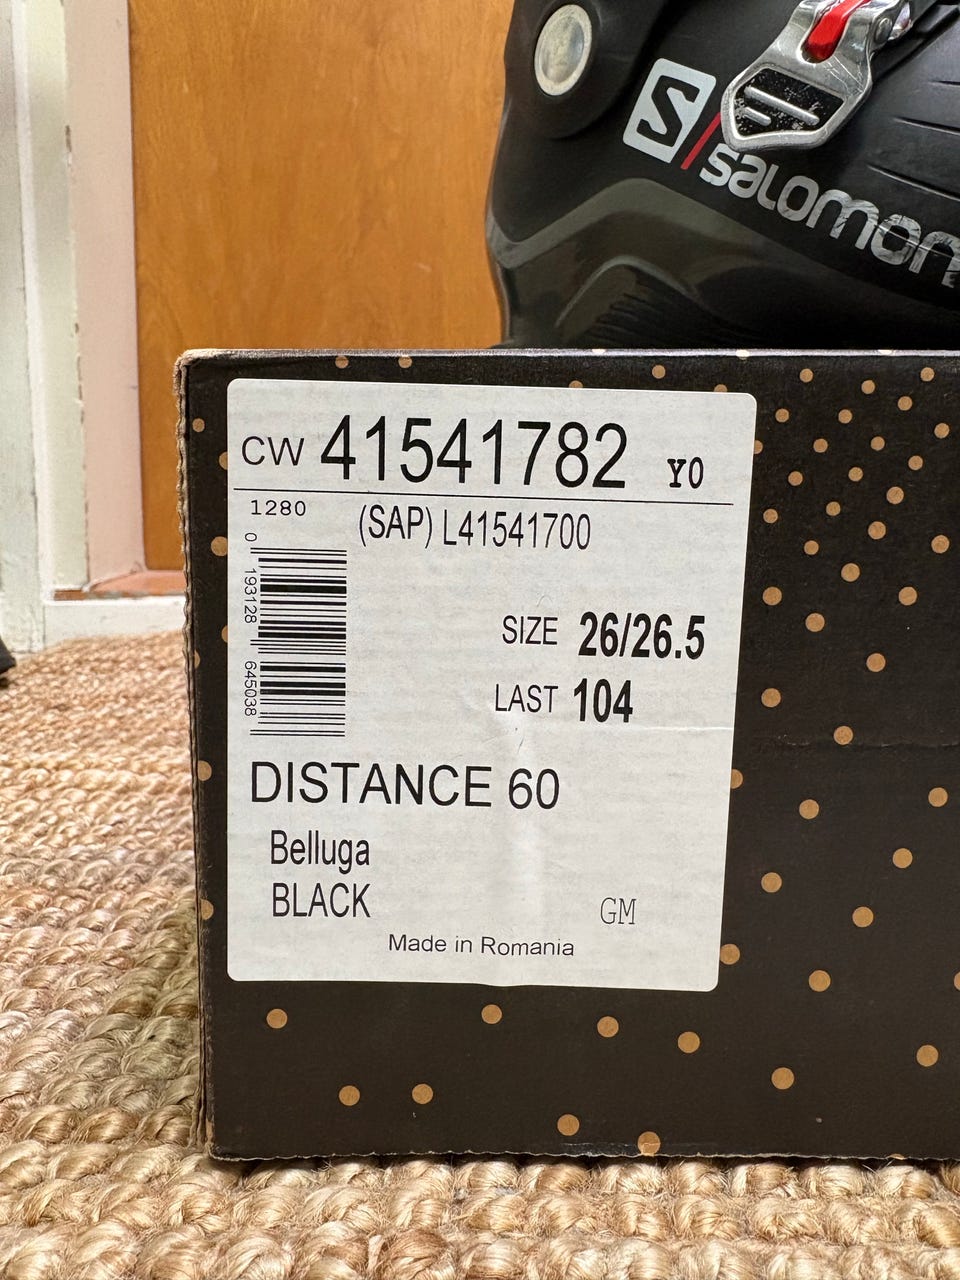 S/
salomon
CW 41541782 Y0
1280 (SAP) L41541700
0 193128 645038
SIZE 26/26.5
LAST 104
DISTANCE 60
Belluga
BLACK
GM
Made in Romania